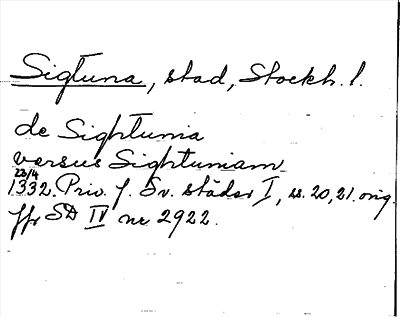 Sigtuna, stad, Stockh. l.
de Sightunia
versus Sightuniam
23/4
1332. Priv. f. Sv. städer I, ss. 20, 21. orig.
Jfr SD IV nr 2922.